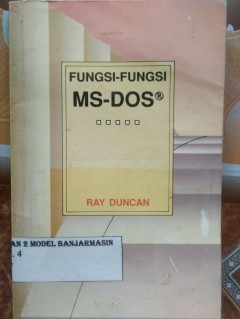 FUNGSI-FUNGSI
MS-DOS®
RAY DUNCAN
AN 2 MODEL BANJARMASIN
. 4